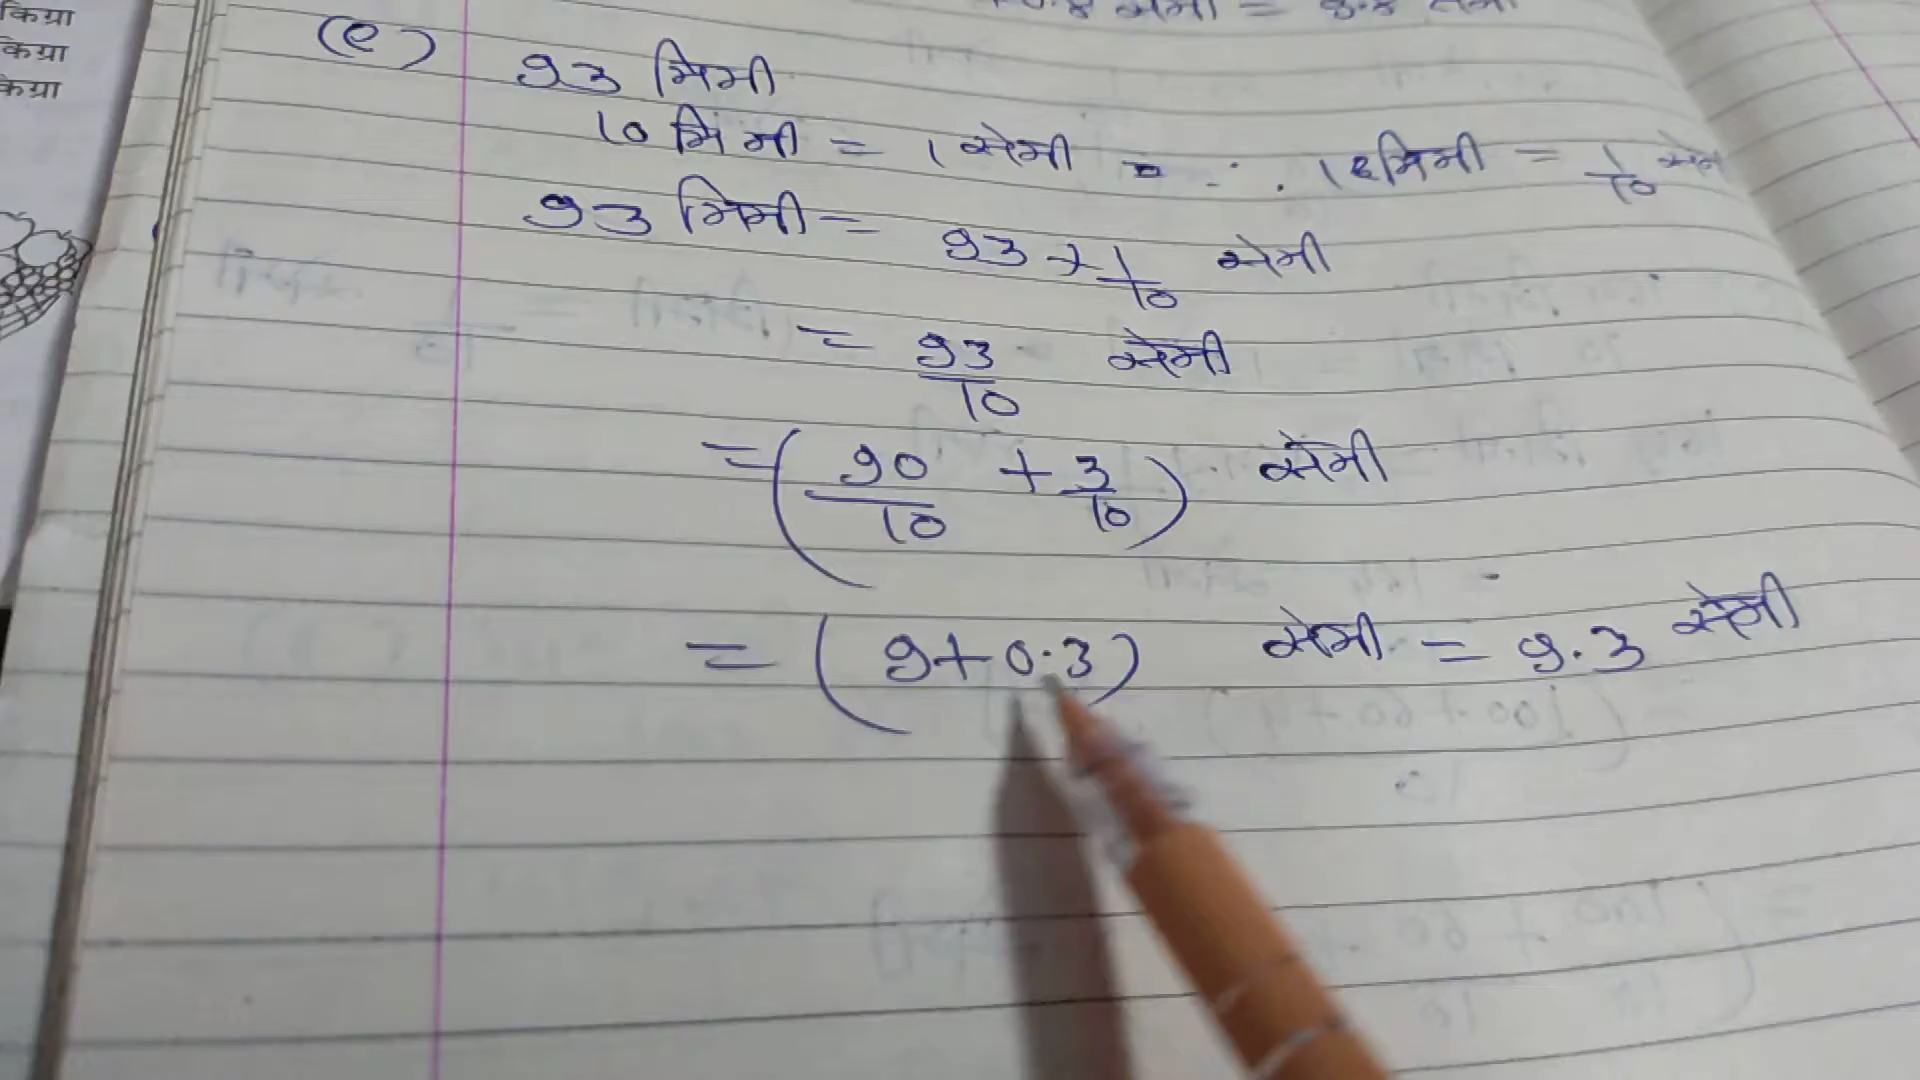 किग्रा
किग्रा
केग्रा
(e) 93 मिमी
10 मिमी = 1 सेमी = ∴ 1 मिमी = 1/10 सेमी
93 मिमी = 93 + 1/10 सेमी
= 93/10 सेमी
= (90/10 + 3/10) सेमी
= (9+0.3) सेमी = 9.3 सेमी